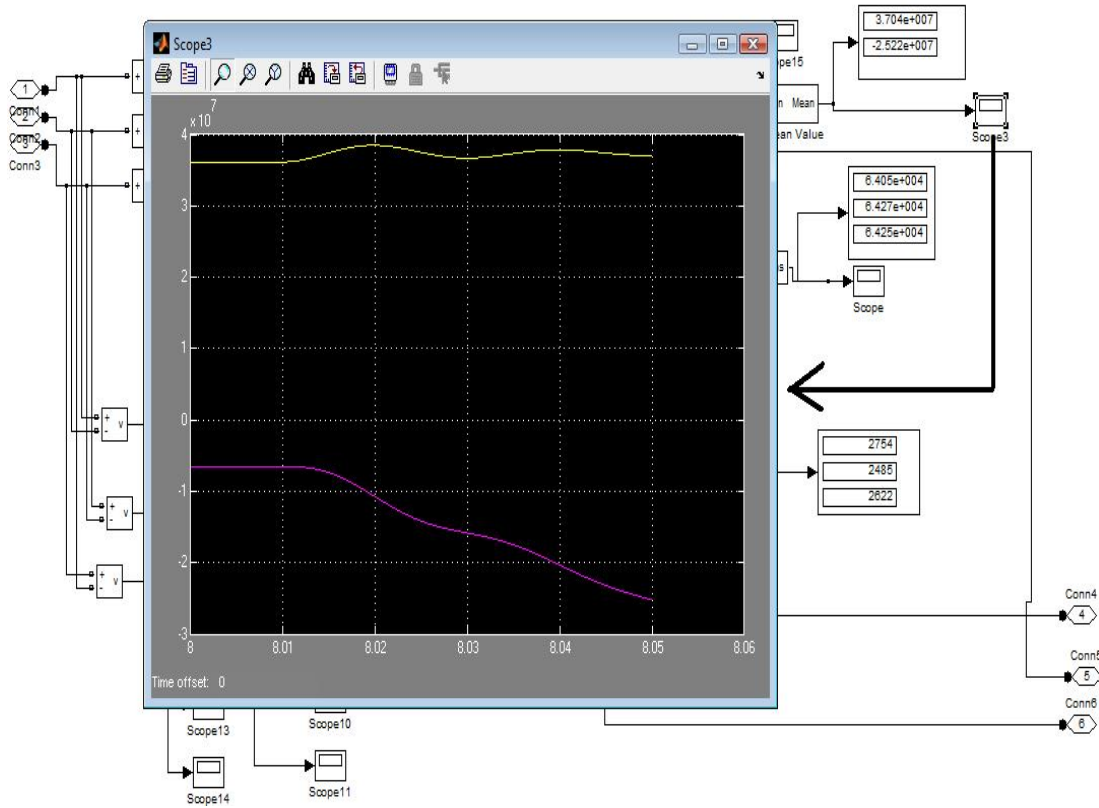 Scope3
7
x 10
4
3
2
1
0
-1
-2
-3
8
8.01
8.02
8.03
8.04
8.05
8.06
Time offset: 0
1
Conn1
2
Conn2
3
Conn3
+
+
+
+
-
v
+
-
v
+
-
v
Mean
3.704e+007
-2.522e+007
Scope3
6.405e+004
6.427e+004
6.425e+004
Scope
2754
2485
2622
Conn4
4
Conn5
5
Conn6
6
Scope13
Scope10
Scope14
Scope11